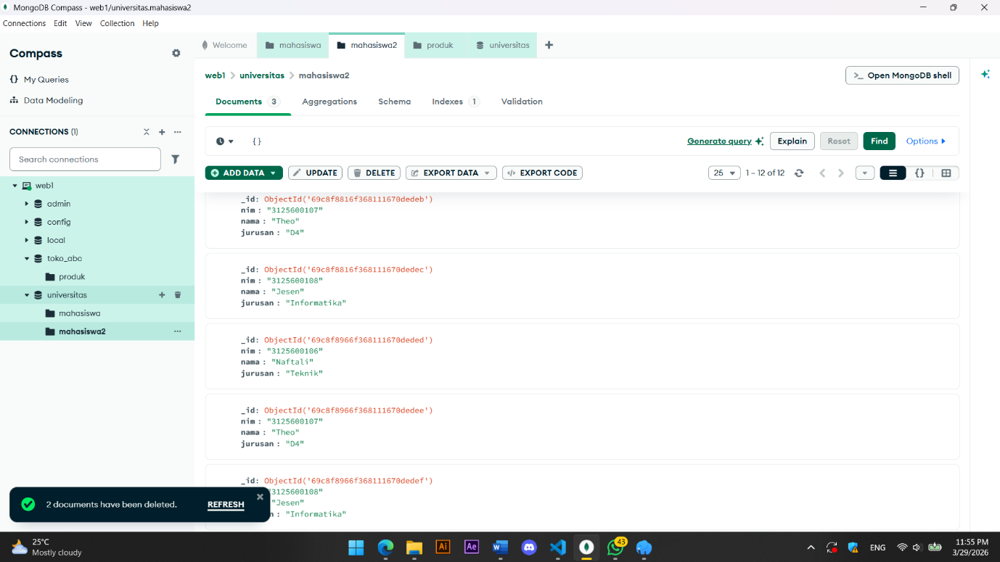 MongoDB Compass - web1/universitas.mahasiswa2
Connections Edit View Collection Help
Compass
My Queries
Data Modeling
CONNECTIONS (1)
Search connections
web1
admin
config
local
toko_abc
produk
universitas
mahasiswa
mahasiswa2
Welcome mahasiswa mahasiswa2 produk universitas
web1 > universitas > mahasiswa2
>_ Open MongoDB shell
Documents 3 Aggregations Schema Indexes 1 Validation
{} Generate query Explain Reset Find Options
ADD DATA UPDATE DELETE EXPORT DATA EXPORT CODE 25 1 – 12 of 12
_id: ObjectId('69c8f8816f368111670dedeb')
nim : "3125600107"
nama : "Theo"
jurusan : "D4"
_id: ObjectId('69c8f8816f368111670dedec')
nim : "3125600108"
nama : "Jesen"
jurusan : "Informatika"
_id: ObjectId('69c8f8966f368111670deded')
nim : "3125600106"
nama : "Naftali"
jurusan : "Teknik"
_id: ObjectId('69c8f8966f368111670dedee')
nim : "3125600107"
nama : "Theo"
jurusan : "D4"
_id: ObjectId('69c8f8966f368111670dedef')
3125600108"
"Jesen"
n : "Informatika"
2 documents have been deleted. REFRESH
25°C
Mostly cloudy
Ai Ae W 43
ENG
11:55 PM
3/29/2026